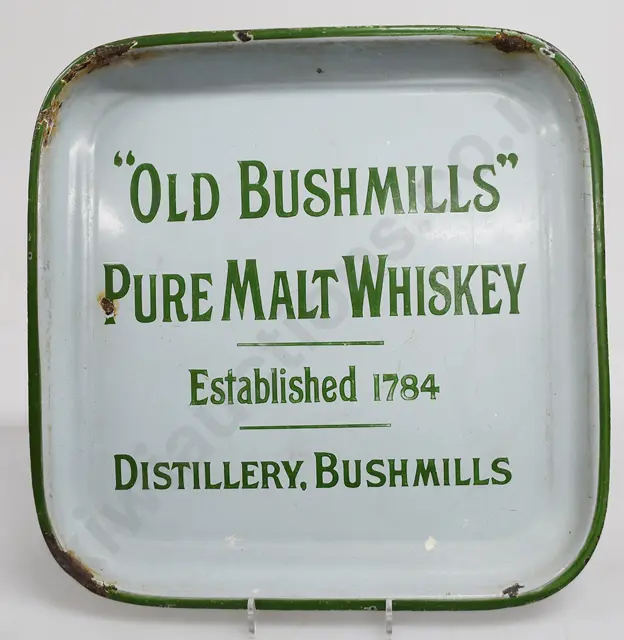 "OLD BUSHMILLS"
PURE MALT WHISKEY
Established 1784
DISTILLERY, BUSHMILLS